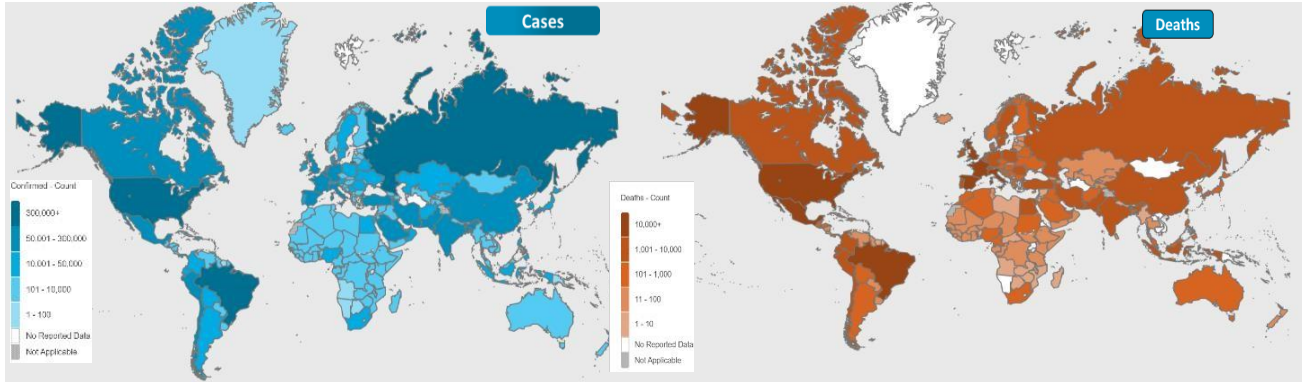 Cases
Deaths
Confirmed - Count
300,000+
50.001 - 300,000
10.001 - 50,000
101 - 10,000
1 - 100
No Reported Data
Not Applicable
Deaths - Count
10,000+
1,001 - 10,000
101 - 1,000
11 - 100
1 - 10
No Reported Data
Not Applicable